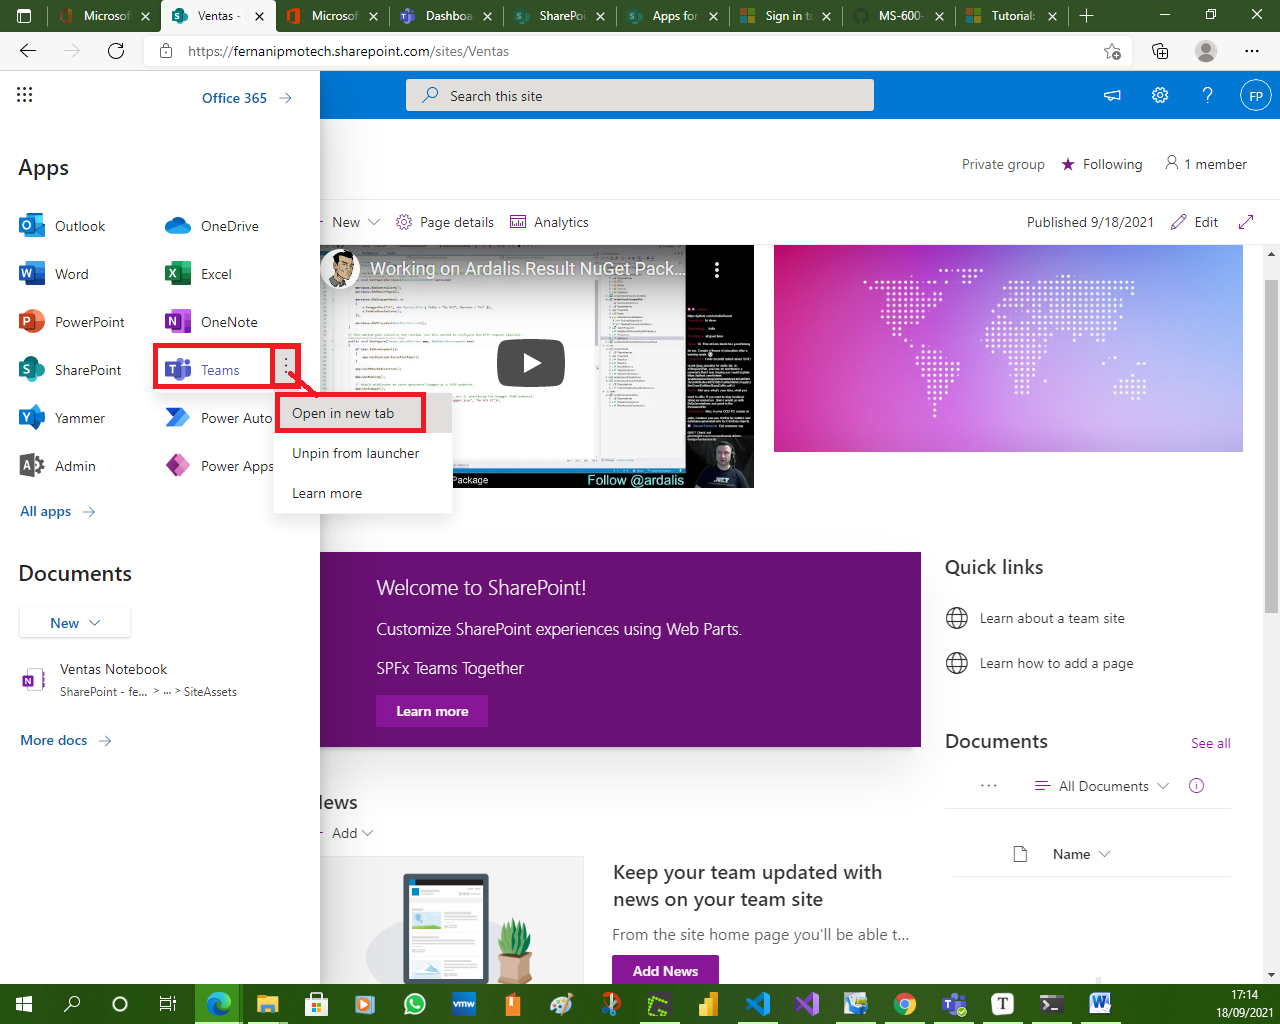 Microsof
Ventas -
Microsof
Dashboa
SharePoi
Apps for
Sign in to
MS-600-
Tutorial:
https://fernanipmotech.sharepoint.com/sites/Ventas
Office 365
Search this site
FP
Apps
Private group
Following
1 member
Outlook
OneDrive
New
Page details
Analytics
Published 9/18/2021
Edit
Word
Excel
Working on Ardalis.Result NuGet Pack...
PowerPoint
OneNote
SharePoint
Teams
Open in new tab
Yammer
Power Auto
Unpin from launcher
Admin
Power Apps
Package
Follow @ardalis
Learn more
All apps
Documents
New
Ventas Notebook
SharePoint - fe... > ... > SiteAssets
More docs
Welcome to SharePoint!
Customize SharePoint experiences using Web Parts.
SPFx Teams Together
Learn more
Quick links
Learn about a team site
Learn how to add a page
Documents
See all
All Documents
Name
lews
Add
Keep your team updated with
news on your team site
From the site home page you'll be able t...
Add News
17:14
18/09/2021